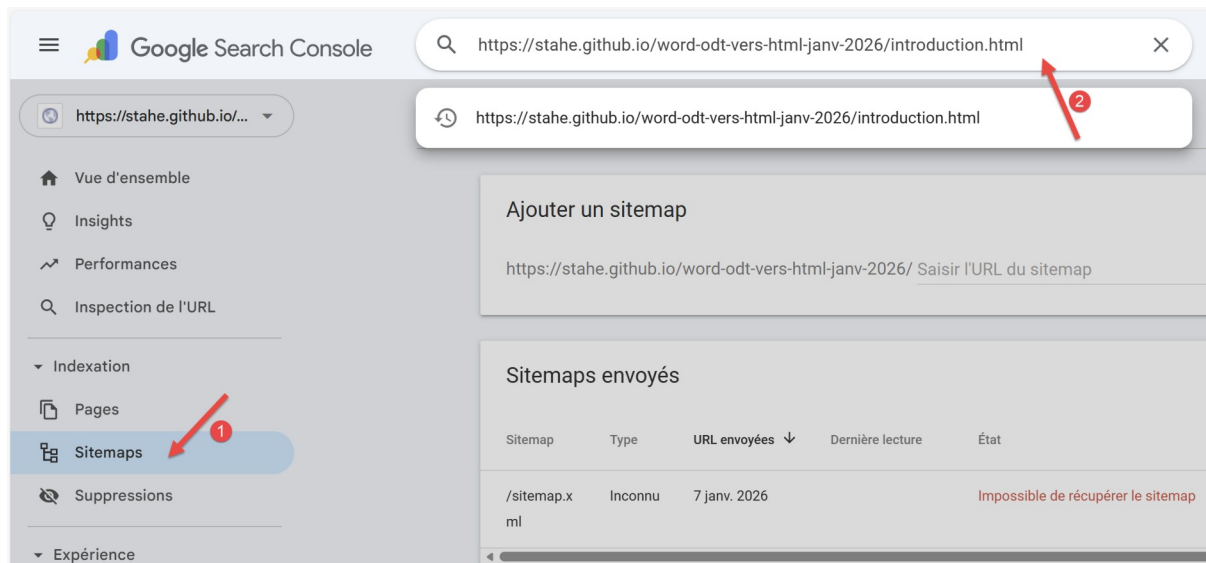 Google Search Console
https://stahe.github.io/word-odt-vers-html-janv-2026/introduction.html
https://stahe.github.io/...
https://stahe.github.io/word-odt-vers-html-janv-2026/introduction.html
2
Vue d'ensemble
Insights
Performances
Inspection de l'URL
Indexation
Pages
1
Sitemaps
Suppressions
Expérience
Ajouter un sitemap
https://stahe.github.io/word-odt-vers-html-janv-2026/ Saisir l'URL du sitemap
Sitemaps envoyés
Sitemap Type URL envoyées Dernière lecture État
/sitemap.x Inconnu 7 janv. 2026 Impossible de récupérer le sitemap
ml